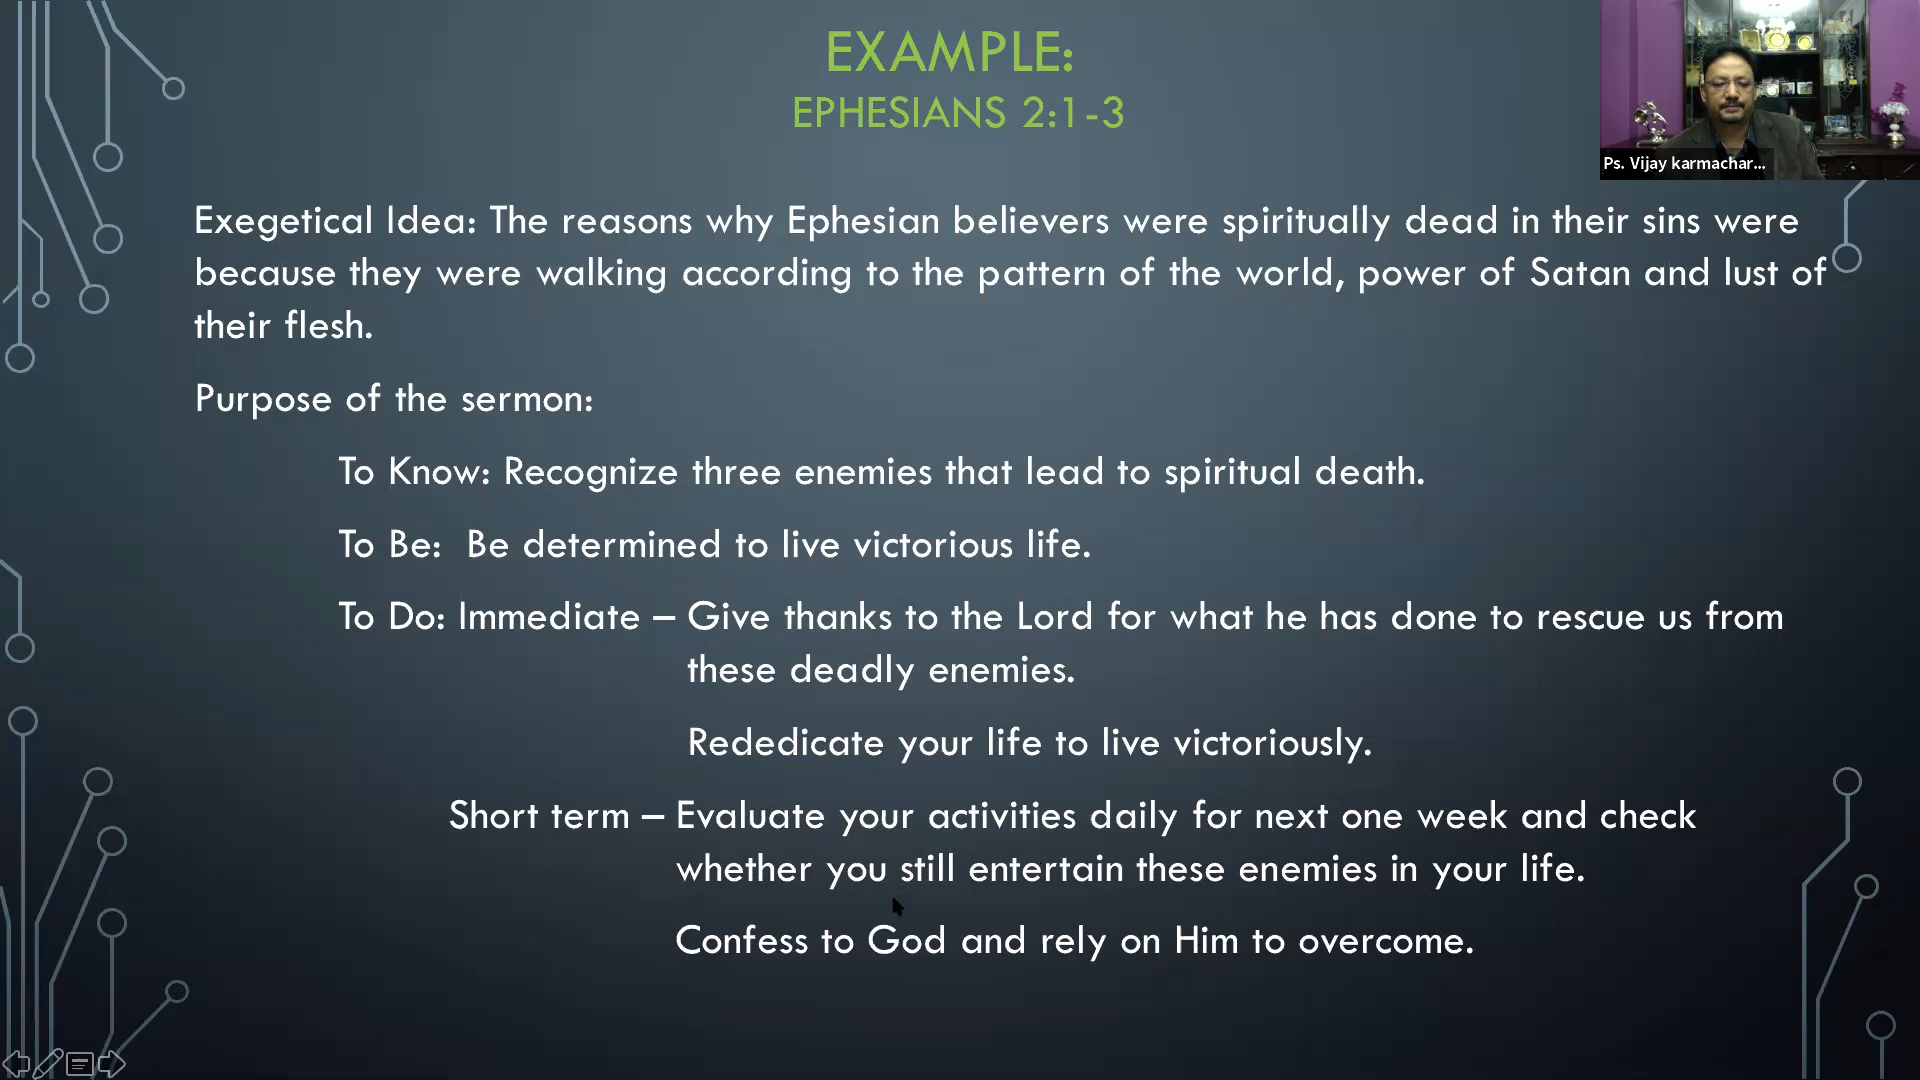 EXAMPLE:
EPHESIANS 2:1-3
Ps. Vijay karmachar...
Exegetical Idea: The reasons why Ephesian believers were spiritually dead in their sins were
because they were walking according to the pattern of the world, power of Satan and lust of
their flesh.
Purpose of the sermon:
To Know: Recognize three enemies that lead to spiritual death.
To Be: Be determined to live victorious life.
To Do: Immediate – Give thanks to the Lord for what he has done to rescue us from
these deadly enemies.
Rededicate your life to live victoriously.
Short term – Evaluate your activities daily for next one week and check
whether you still entertain these enemies in your life.
Confess to God and rely on Him to overcome.